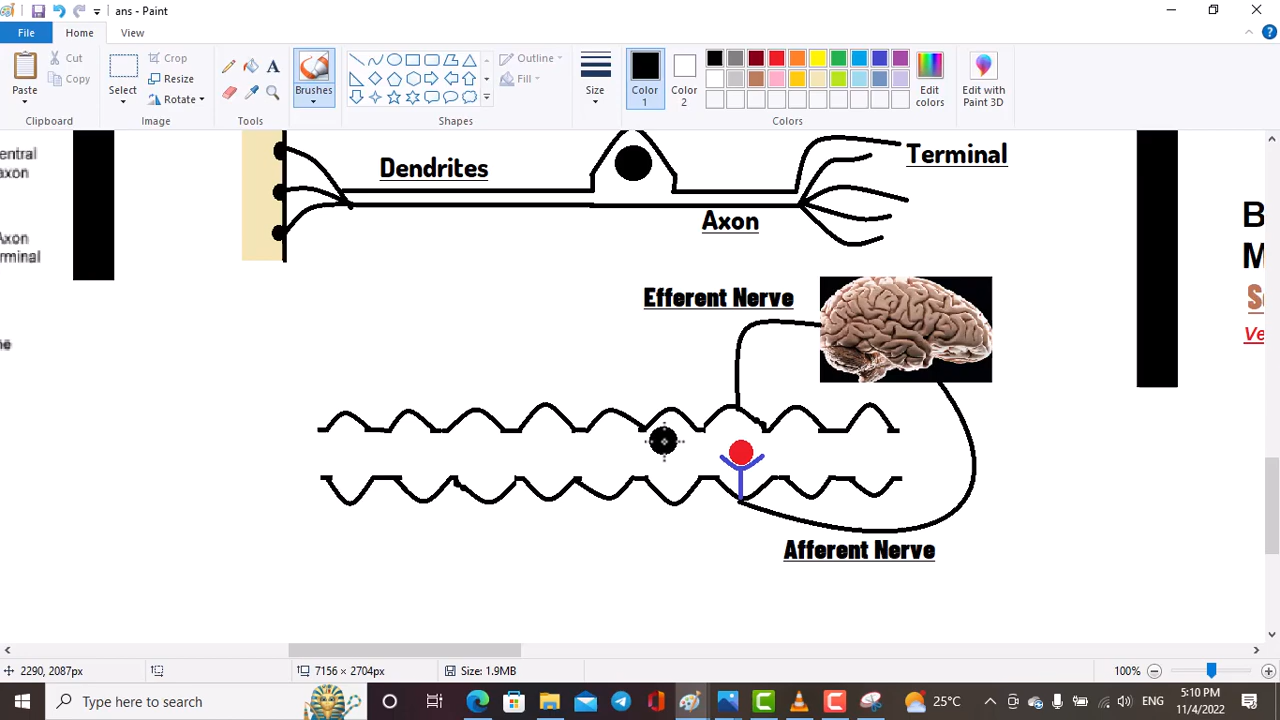 ans - Paint
File
Home
View
Paste
Cut
Copy
Clipboard
Select
Crop
Resize
Rotate
Image
Tools
Brushes
Shapes
Outline
Fill
Size
Color
1
Color
2
Colors
Edit
colors
Edit with
Paint 3D
entral
axon
Axon
rminal
Dendrites
Terminal
Axon
Efferent Nerve
Afferent Nerve
B
M
Ve
2290, 2087px
7156 × 2704px
Size: 1.9MB
100%
Type here to search
25°C
ENG
5:10 PM
11/4/2022